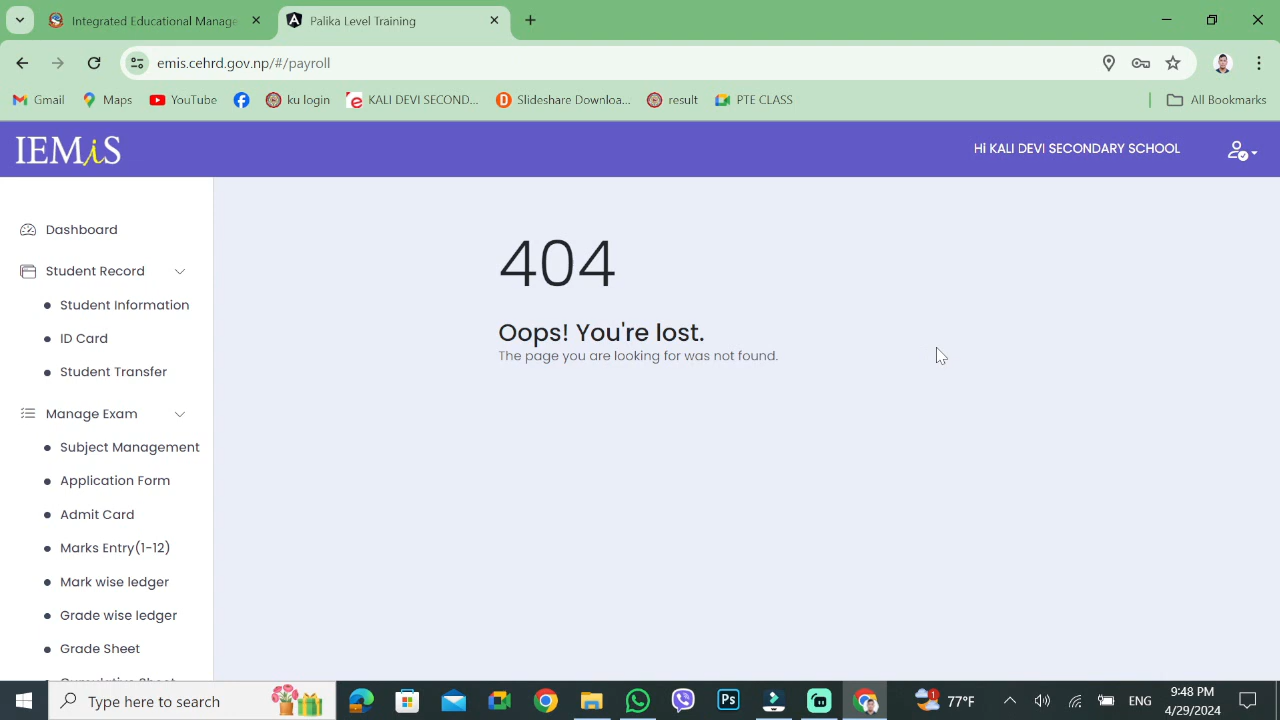 Integrated Educational Manage
Palika Level Training
emis.cehrd.gov.np/#/payroll
Gmail
Maps
YouTube
ku login
KALI DEVI SECOND...
Slideshare Downloa...
result
PTE CLASS
All Bookmarks
IEMiS
Hi KALI DEVI SECONDARY SCHOOL
Dashboard
Student Record
Student Information
ID Card
Student Transfer
Manage Exam
Subject Management
Application Form
Admit Card
Marks Entry(1-12)
Mark wise ledger
Grade wise ledger
Grade Sheet
Cumulative Sheet
404
Oops! You're lost.
The page you are looking for was not found.
Type here to search
Ps
1
77°F
ENG
9:48 PM
4/29/2024